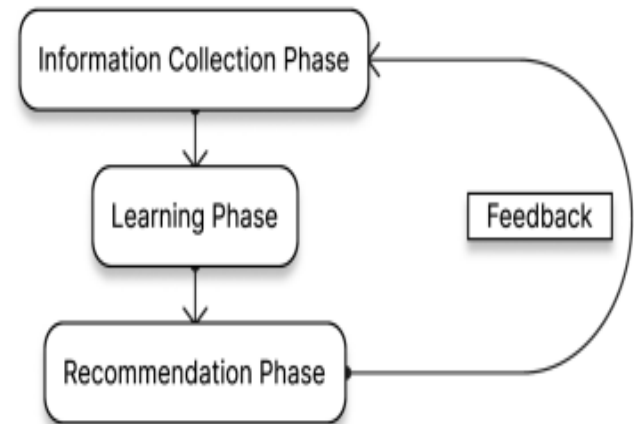 Information Collection Phase
Learning Phase
Feedback
Recommendation Phase